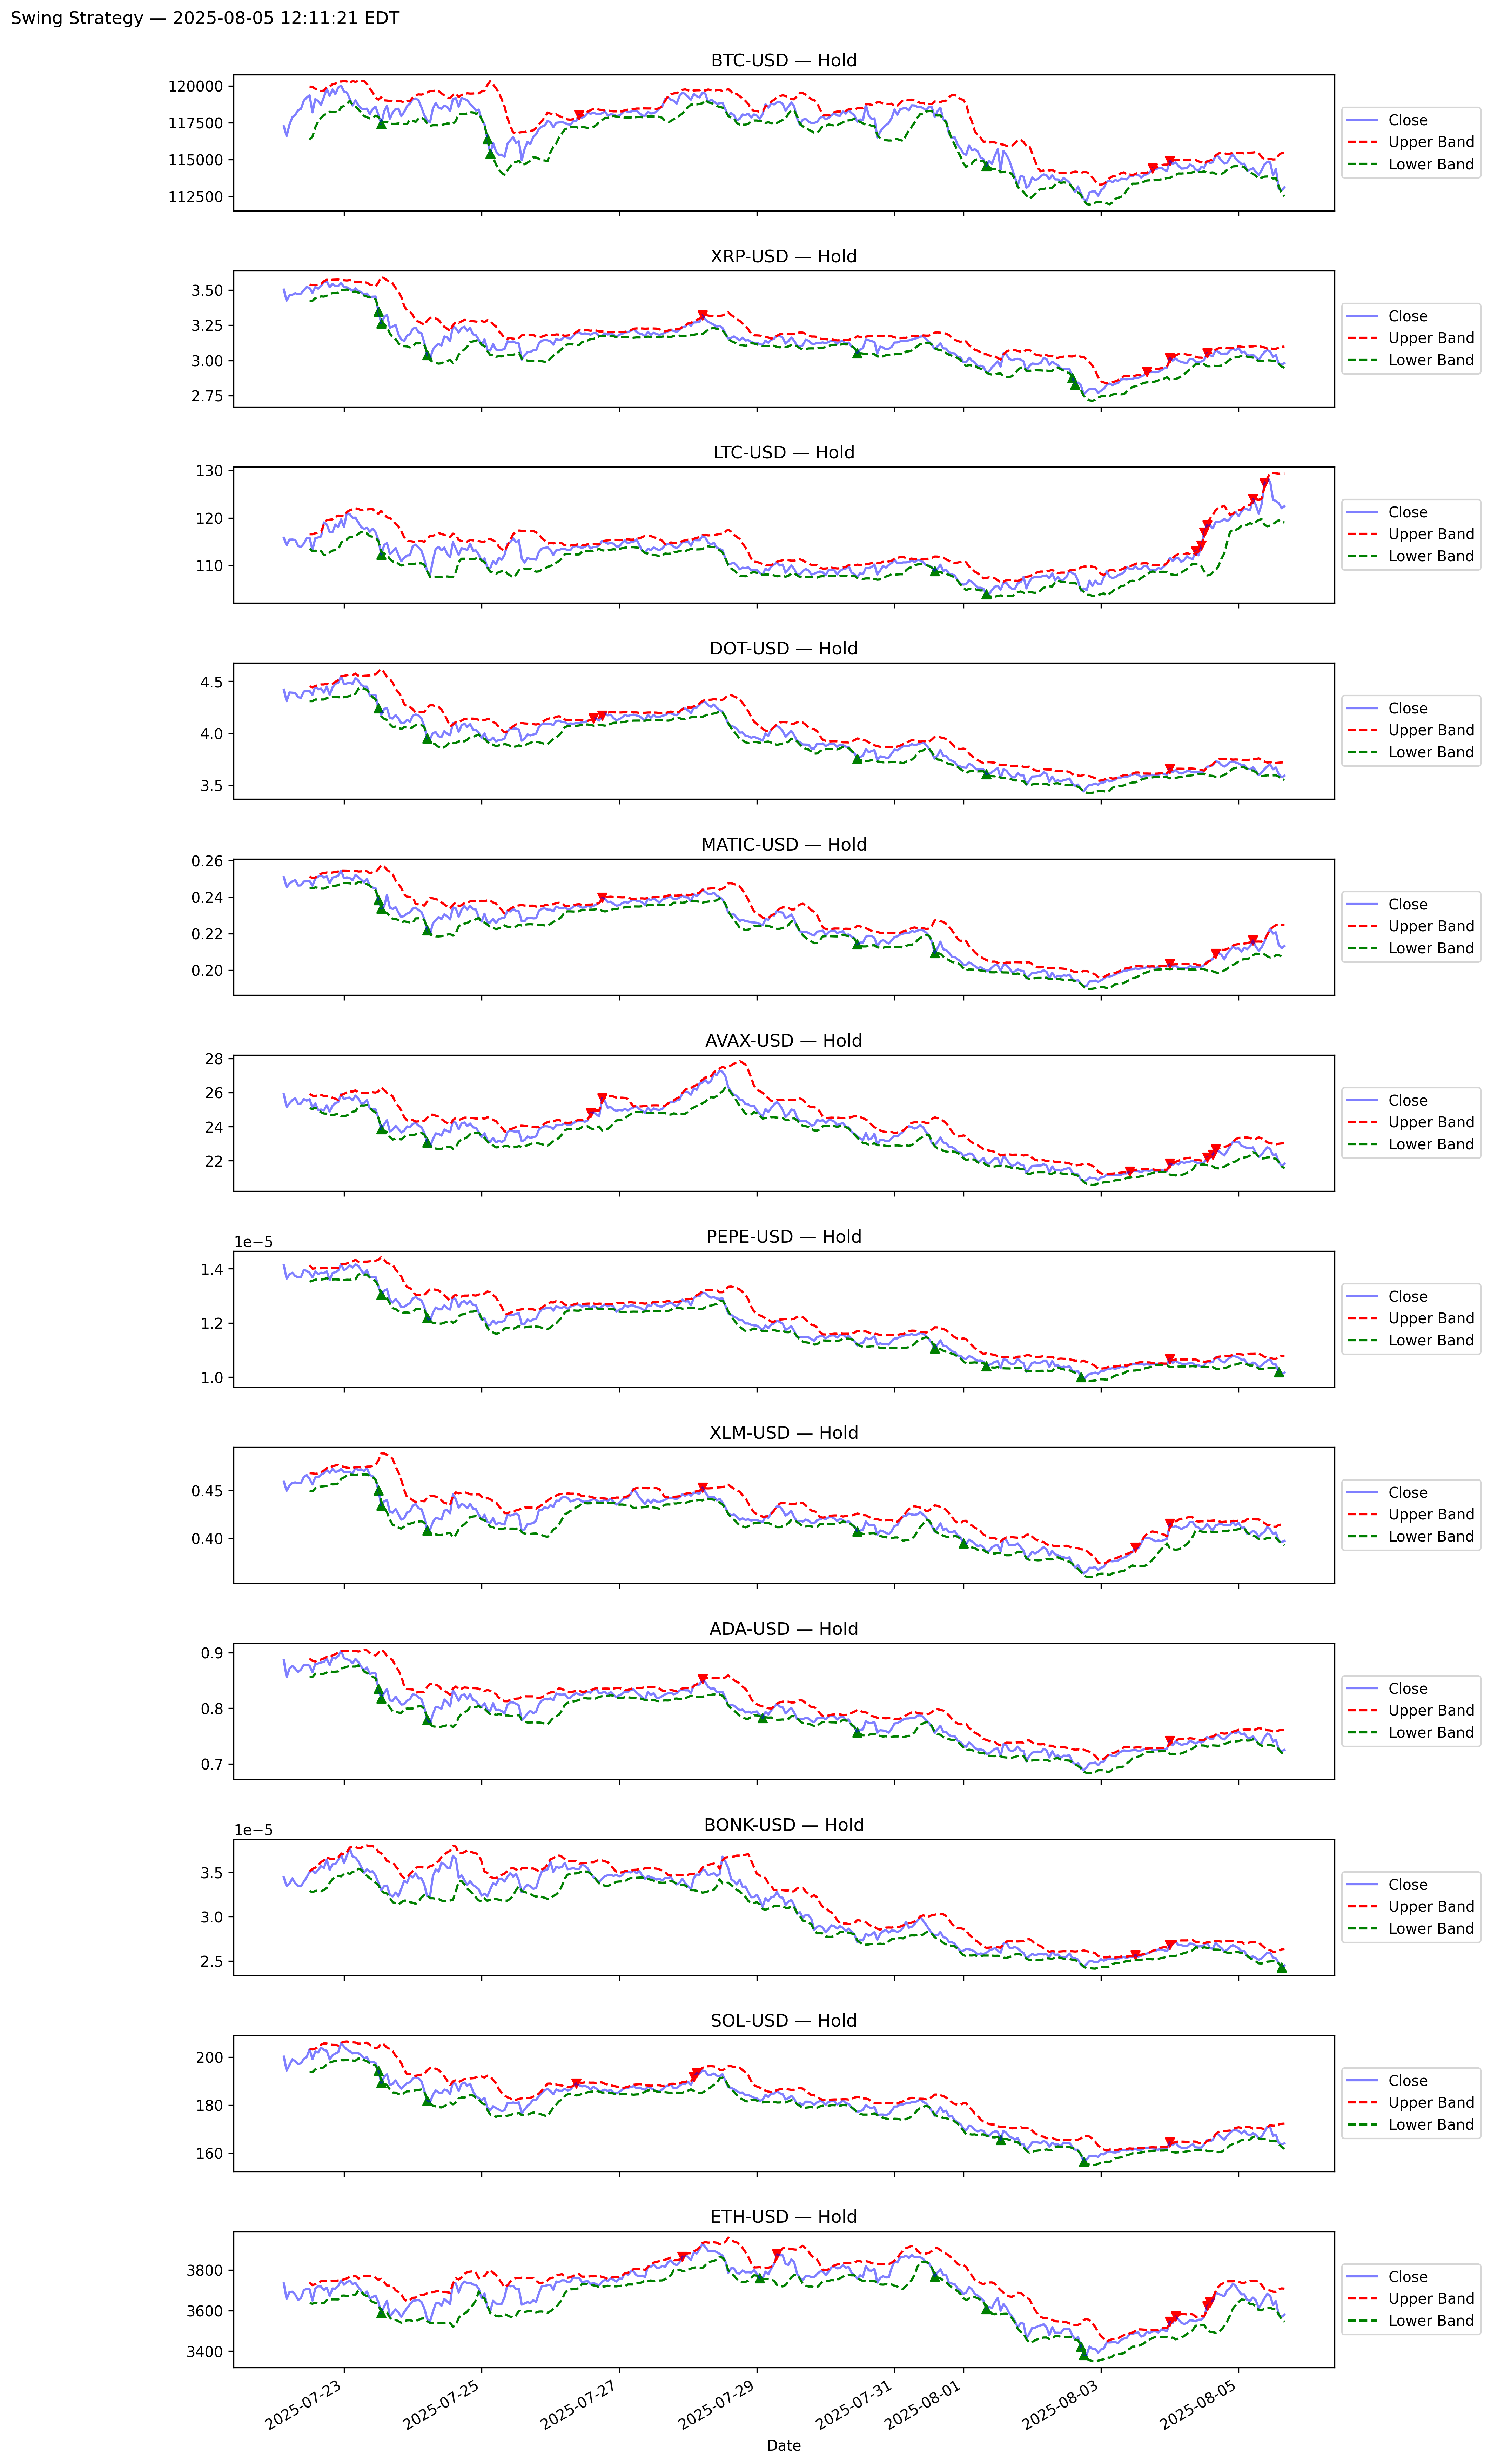 Swing Strategy — 2025-08-05 12:11:21 EDT
BTC-USD — Hold
120000
117500
115000
112500
Close
Upper Band
Lower Band
XRP-USD — Hold
3.50
3.25
3.00
2.75
Close
Upper Band
Lower Band
LTC-USD — Hold
130
120
110
Close
Upper Band
Lower Band
DOT-USD — Hold
4.5
4.0
3.5
Close
Upper Band
Lower Band
MATIC-USD — Hold
0.26
0.24
0.22
0.20
Close
Upper Band
Lower Band
AVAX-USD — Hold
28
26
24
22
Close
Upper Band
Lower Band
PEPE-USD — Hold
1e−5
1.4
1.2
1.0
Close
Upper Band
Lower Band
XLM-USD — Hold
0.45
0.40
Close
Upper Band
Lower Band
ADA-USD — Hold
0.9
0.8
0.7
Close
Upper Band
Lower Band
BONK-USD — Hold
1e−5
3.5
3.0
2.5
Close
Upper Band
Lower Band
SOL-USD — Hold
200
180
160
Close
Upper Band
Lower Band
ETH-USD — Hold
3800
3600
3400
Close
Upper Band
Lower Band
2025-07-23
2025-07-25
2025-07-27
2025-07-29
2025-07-31
2025-08-01
2025-08-03
2025-08-05
Date